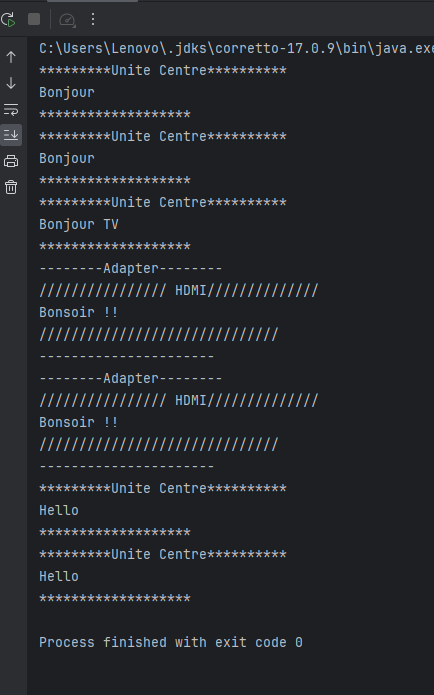 C:\Users\Lenovo\.jdks\corretto-17.0.9\bin\java.exe
*********Unite Centre**********
Bonjour
*******************
*********Unite Centre**********
Bonjour
*******************
*********Unite Centre**********
Bonjour TV
*******************
--------Adapter--------
//////////////// HDMI//////////////
Bonsoir !!
//////////////////////////////
----------------------
--------Adapter--------
//////////////// HDMI//////////////
Bonsoir !!
//////////////////////////////
----------------------
*********Unite Centre**********
Hello
*******************
*********Unite Centre**********
Hello
*******************
Process finished with exit code 0